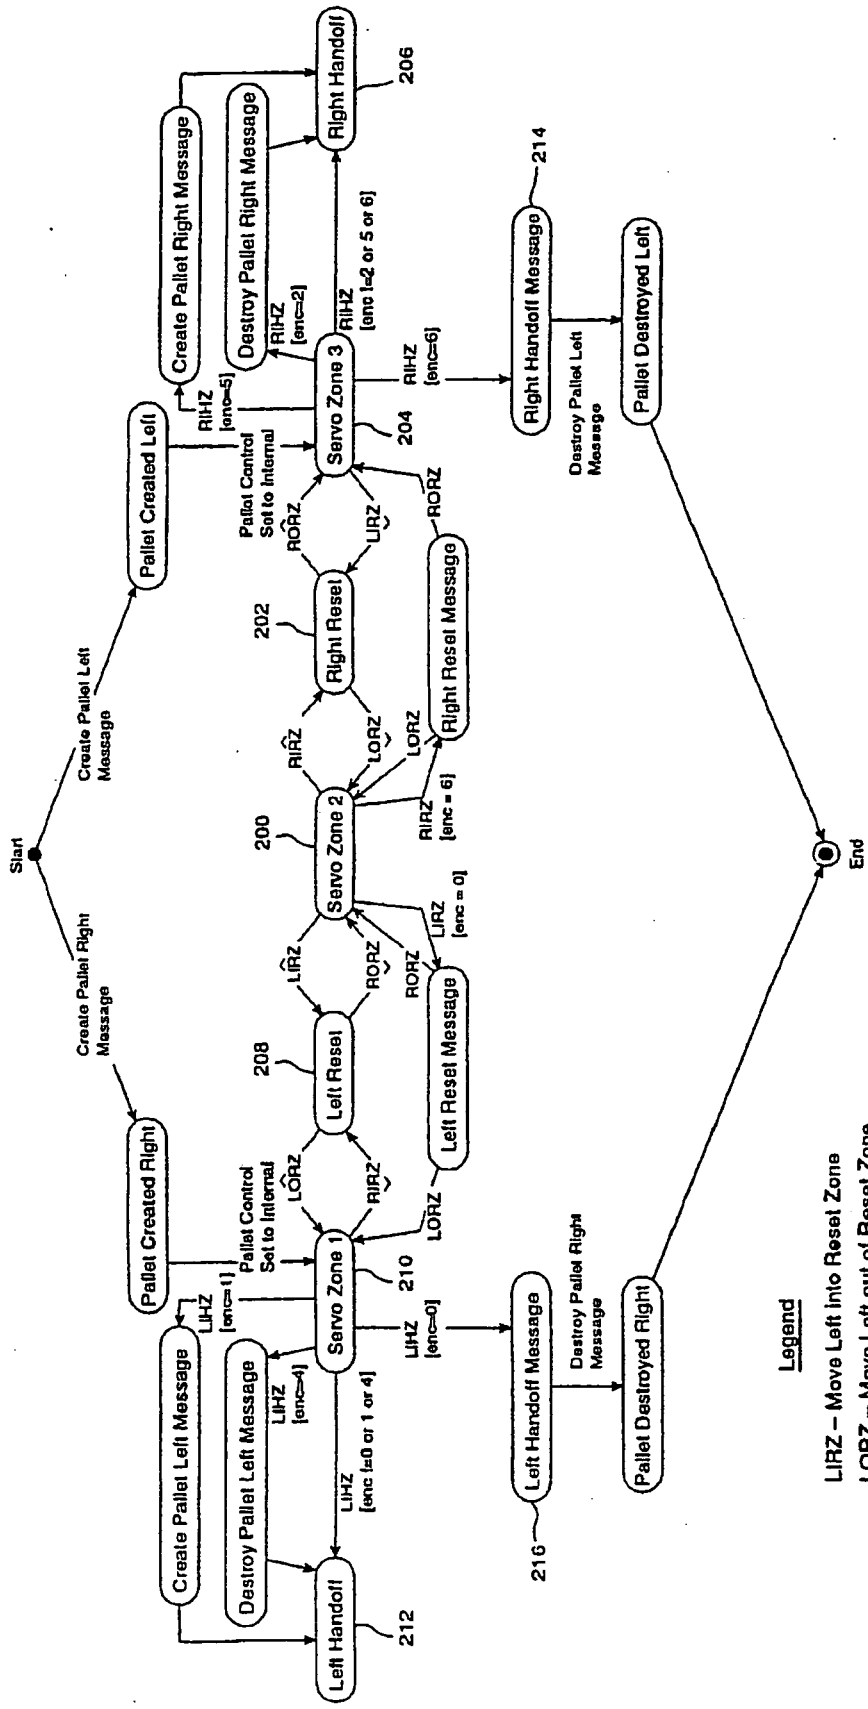 Start
Create Pallet Right
Message
Create Pallet Left
Message
Pallet Created Right
Pallet Created Left
Create Pallet Left Message
LIHZ
[enc=1]
Pallet Control
Set to Internal
Pallet Control
Set to Internal
RIHZ
[enc=5]
Create Pallet Right Message
Destroy Pallet Left Message
LIHZ
[enc=4]
RIHZ
[enc=2]
Destroy Pallet Right Message
Left Handoff
212
LIHZ
[enc !=0 or 1 or 4]
Servo Zone 1
210
LORZ
RIRZ
Left Reset
208
LIRZ
RORZ
Servo Zone 2
200
RIRZ
LORZ
Right Reset
202
RORZ
LIRZ
Servo Zone 3
204
RIHZ
[enc !=2 or 5 or 6]
Right Handoff
206
LIHZ
[enc=0]
LORZ
Left Reset Message
RORZ
LIRZ
[enc = 0]
RIRZ
[enc = 6]
LORZ
Right Reset Message
RORZ
RIHZ
[enc=6]
216
Left Handoff Message
Right Handoff Message
214
Destroy Pallet Right
Message
Destroy Pallet Left
Message
Pallet Destroyed Right
Pallet Destroyed Left
End
Legend
LIRZ – Move Left into Reset Zone
LORZ – Move Left out of Reset Zone